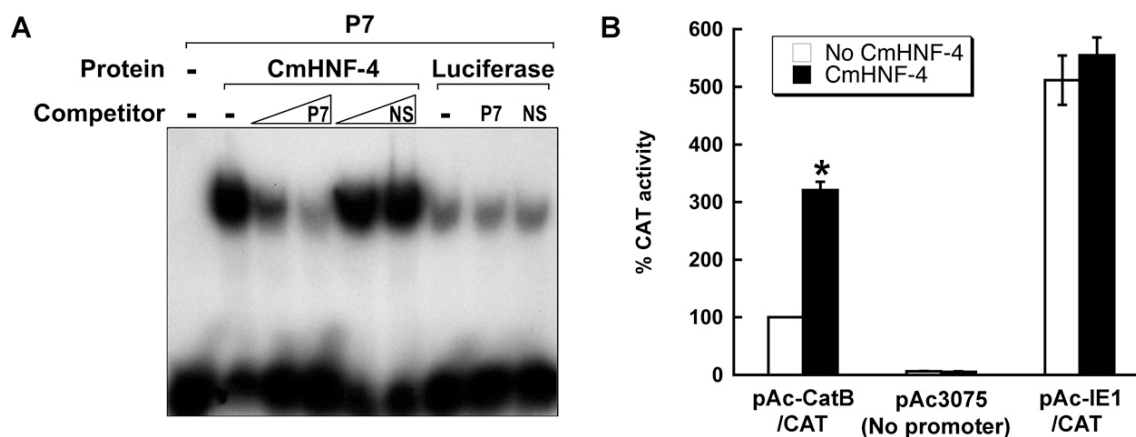 A
P7
Protein - CmHNF-4 Luciferase
Competitor - - P7 NS - P7 NS
B
% CAT activity
600
500
400
300
200
100
0
No CmHNF-4
CmHNF-4
*
pAc-CatB
/CAT
pAc3075
(No promoter)
pAc-IE1
/CAT